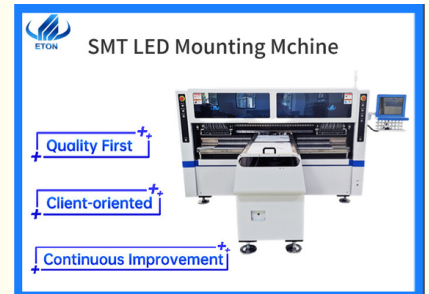 ETON
SMT LED Mounting Mchine
Quality First
Client-oriented
Continuous Improvement